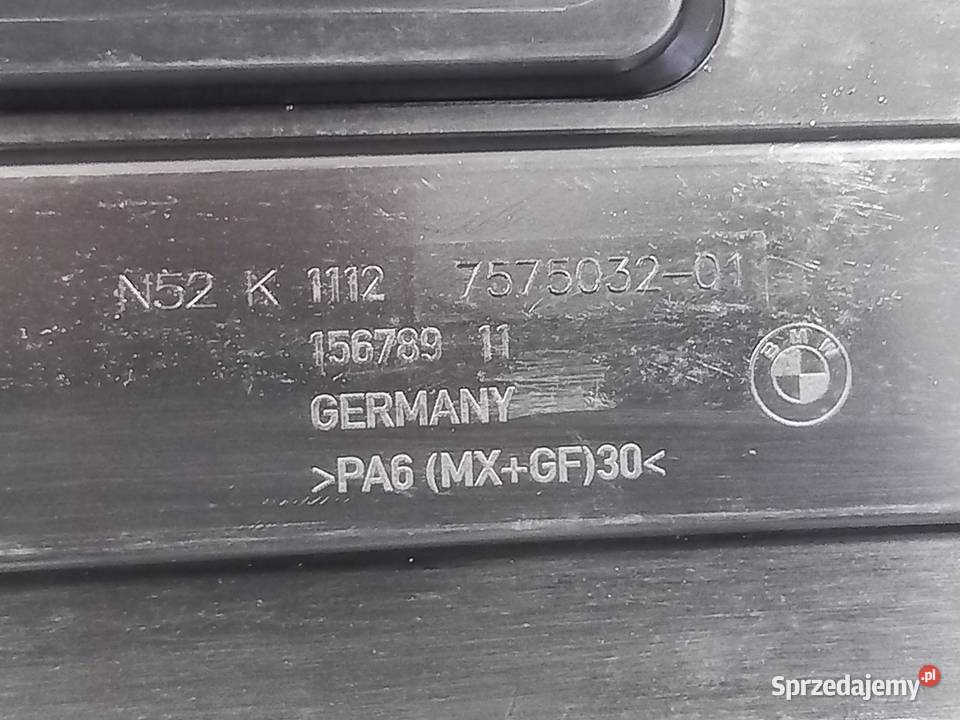 N52 K 1112 7575032-01
156789 11
GERMANY
>PA6 (MX+GF)30<
BMW
Sprzedajemy.pl